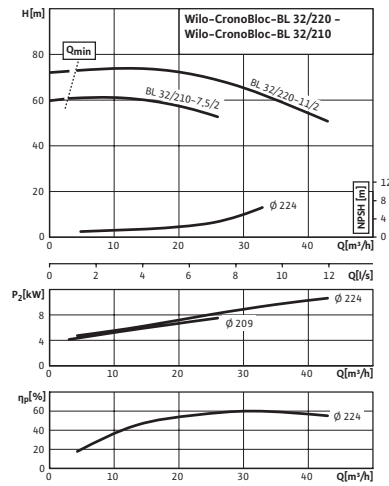 H[m]
Wilo-CronoBloc-BL 32/220 –
Wilo-CronoBloc-BL 32/210
Qmin
80
60
40
20
0
BL 32/220-11/2
BL 32/210-7,5/2
Ø 224
NPSH [m]
12
8
4
0
0 10 20 30 40 Q[m³/h]
0 2 4 6 8 10 12 Q[l/s]
P₂[kW]
8
4
0
Ø 224
Ø 209
0 10 20 30 40 Q[m³/h]
ηp[%]
60
40
20
0
Ø 224
0 10 20 30 40 Q[m³/h]